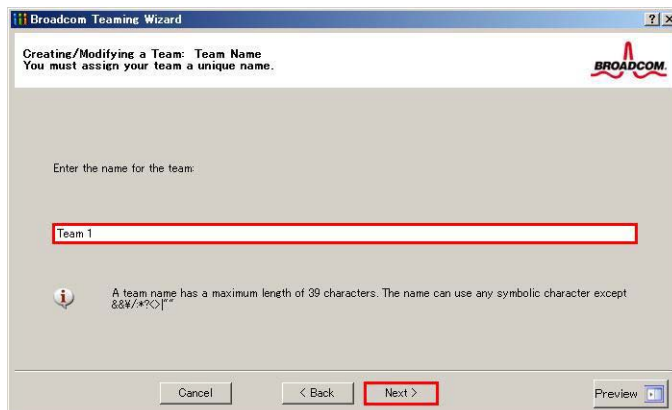 Broadcom Teaming Wizard
Creating/Modifying a Team: Team Name
You must assign your team a unique name.
BROADCOM.
Enter the name for the team:
Team 1
A team name has a maximum length of 39 characters. The name can use any symbolic character except
&&¥/:*?<>|""
Cancel
< Back
Next >
Preview